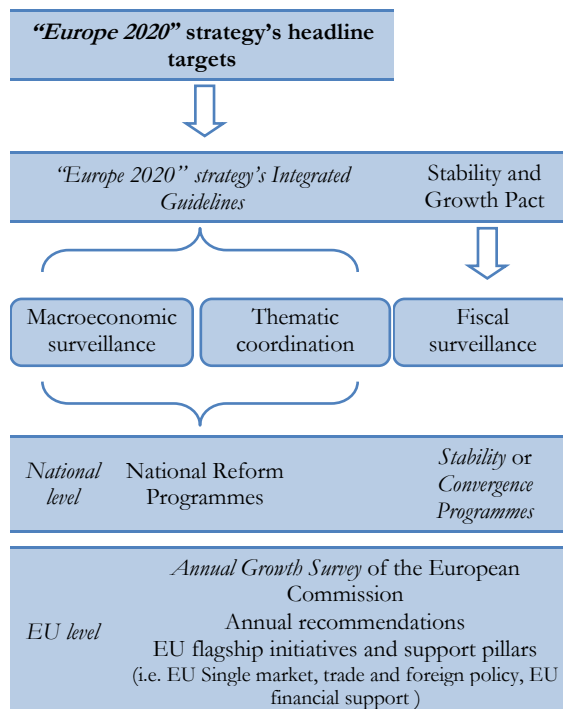 “Europe 2020” strategy’s headline
targets
“Europe 2020” strategy’s Integrated
Guidelines
Stability and
Growth Pact
Macroeconomic
surveillance
Thematic
coordination
Fiscal
surveillance
National
level
National Reform
Programmes
Stability or
Convergence
Programmes
EU level
Annual Growth Survey of the European
Commission
Annual recommendations
EU flagship initiatives and support pillars
(i.e. EU Single market, trade and foreign policy, EU
financial support )